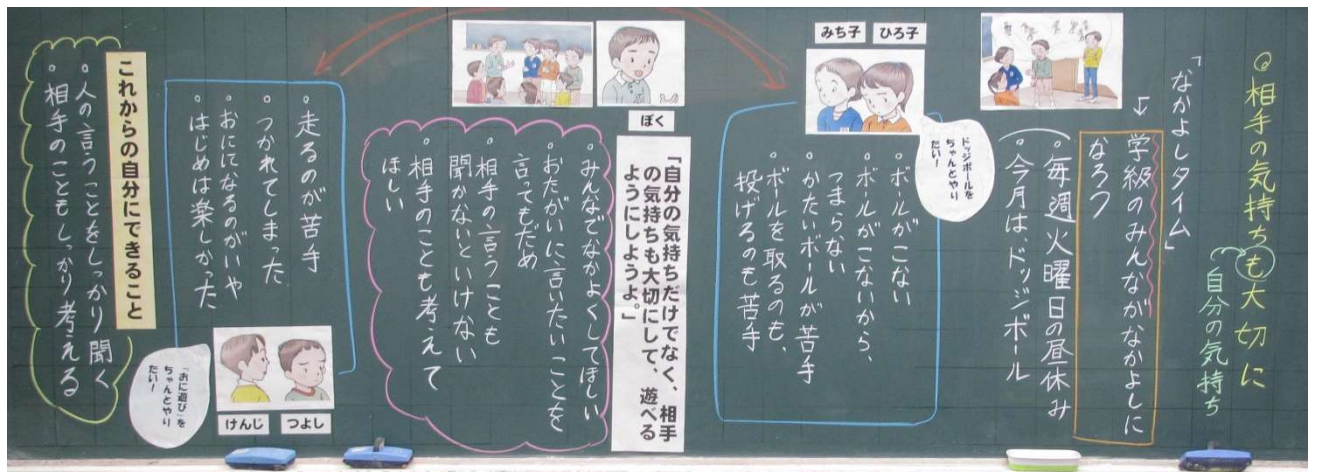 ◎相手の気持ちも大切に
自分の気持ち
「なかよしタイム」
↓
学級のみんながなかよしに
なろう
・毎週火曜日の昼休み
・今月はドッジボール
みち子
ひろ子
ドッジボールを
ちゃんとやり
たい！
・ボールがこない
・ボールがこないから、
つまらない
・かたいボールが苦手
・ボールを取るのも、
投げるのも苦手
ぼく
「自分の気持ちだけでなく、相手
の気持ちも大切にして、遊べる
ようにしようよ。」
・みんなでなかよくしてほしい
・おたがいに言いたいことを
言ってもだめ
・相手の言うことも
聞かないといけない
・相手のことも考えて
ほしい
・走るのが苦手
・つかれてしまった
・おにになるのがいや
・はじめは楽しかった
けんじ
つよし
「おに遊び」を
ちゃんとやり
たい！
これからの自分にできること
・人の言うことをしっかり聞く
・相手のこともしっかり考える